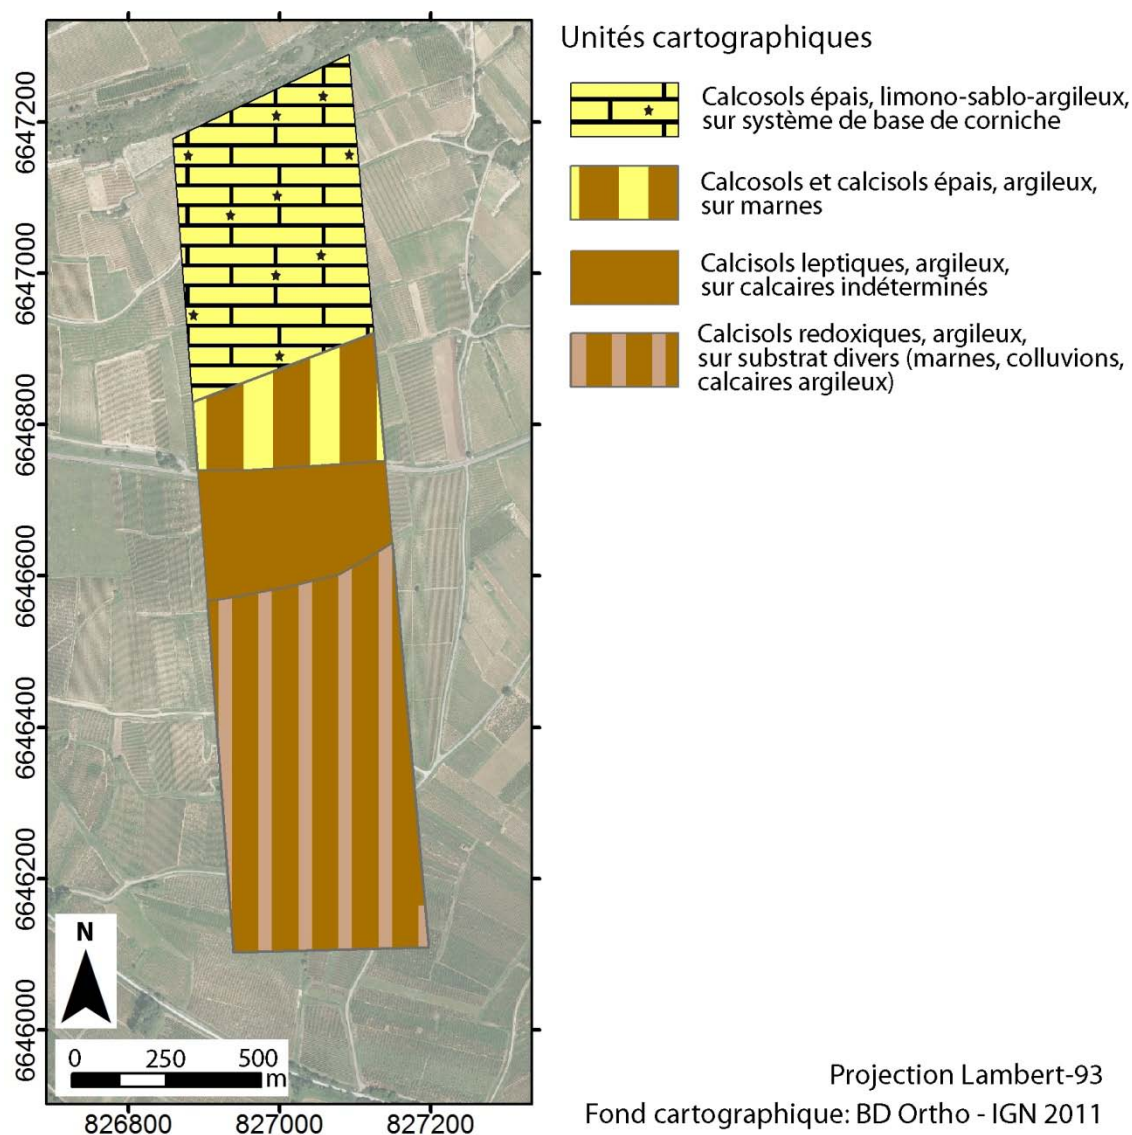 Unités cartographiques
Calcosols épais, limono-sablo-argileux,
sur système de base de corniche
Calcosols et calcisols épais, argileux,
sur marnes
Calcisols leptiques, argileux,
sur calcaires indéterminés
Calcisols redoxiques, argileux,
sur substrat divers (marnes, colluvions,
calcaires argileux)
6647200
6647000
6646800
6646600
6646400
6646200
6646000
N
0 250 500
m
826800 827000 827200
Projection Lambert-93
Fond cartographique: BD Ortho - IGN 2011